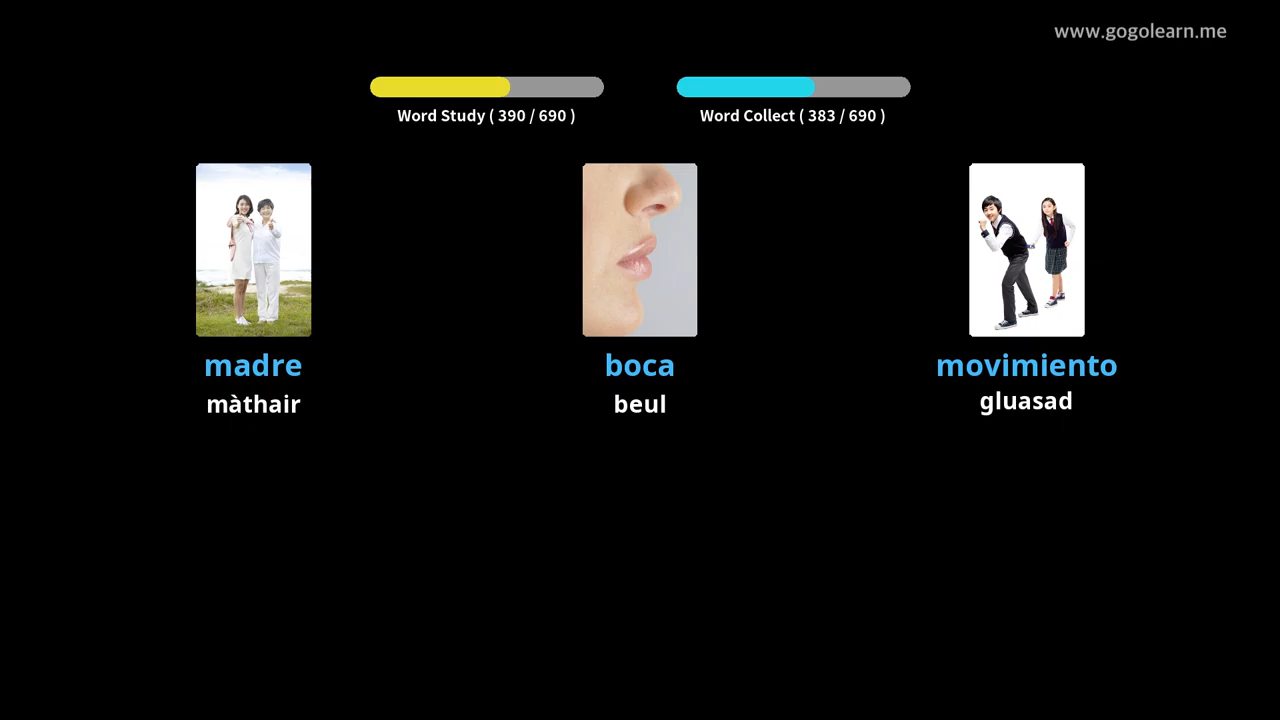 www.gogolearn.me
Word Study ( 390 / 690 )
Word Collect ( 383 / 690 )
madre
màthair
boca
beul
movimiento
gluasad